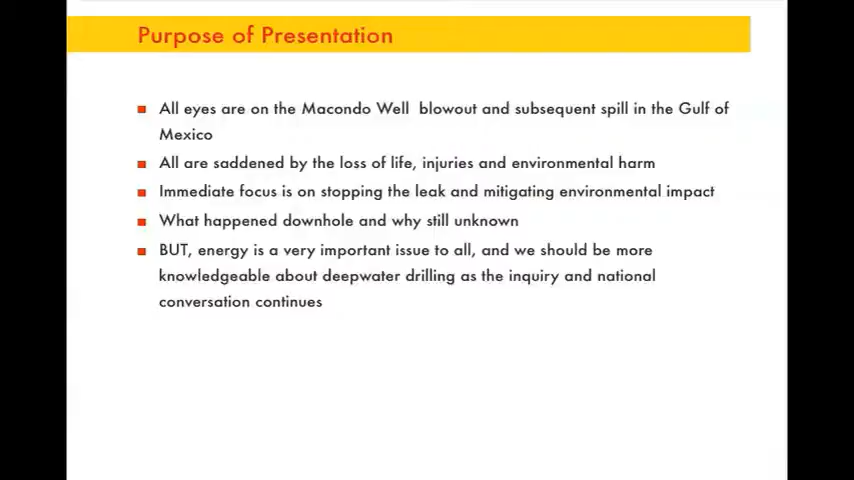 Purpose of Presentation
All eyes are on the Macondo Well blowout and subsequent spill in the Gulf of
Mexico
All are saddened by the loss of life, injuries and environmental harm
Immediate focus is on stopping the leak and mitigating environmental impact
What happened downhole and why still unknown
BUT, energy is a very important issue to all, and we should be more
knowledgeable about deepwater drilling as the inquiry and national
conversation continues